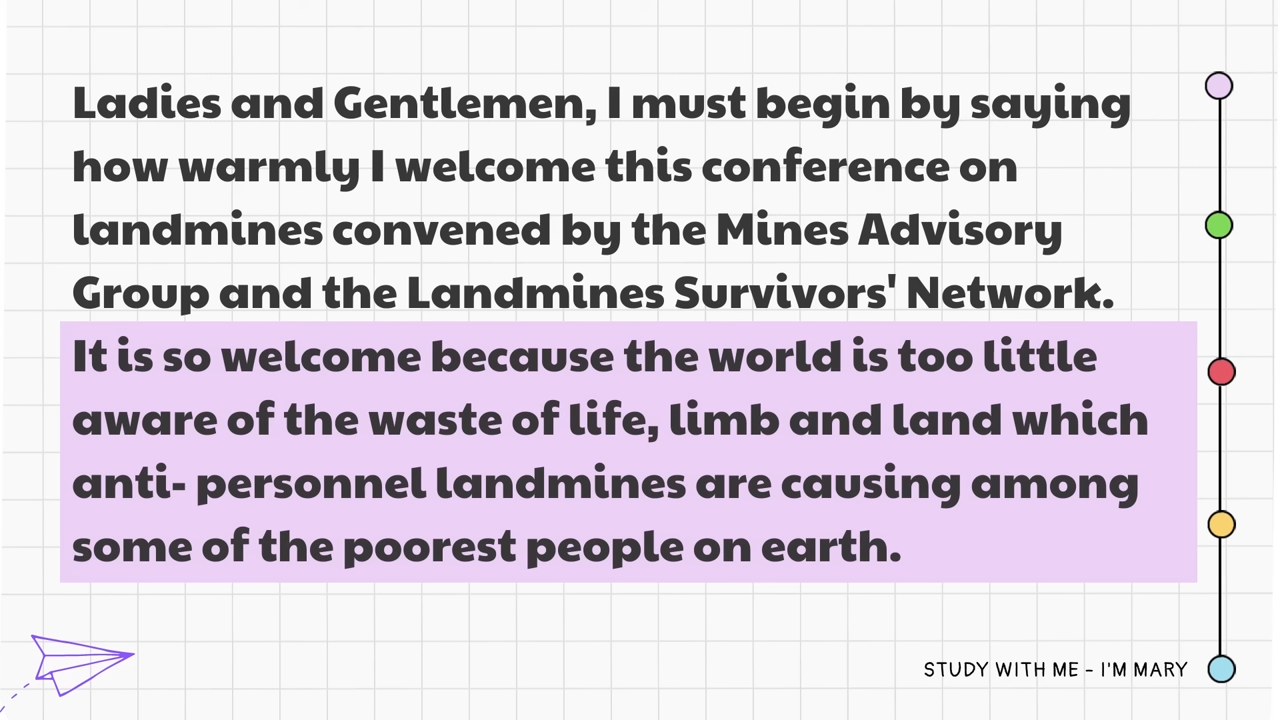 Ladies and Gentlemen, I must begin by saying
how warmly I welcome this conference on
landmines convened by the Mines Advisory
Group and the Landmines Survivors' Network.
It is so welcome because the world is too little
aware of the waste of life, limb and land which
anti- personnel landmines are causing among
some of the poorest people on earth.
STUDY WITH ME - I'M MARY